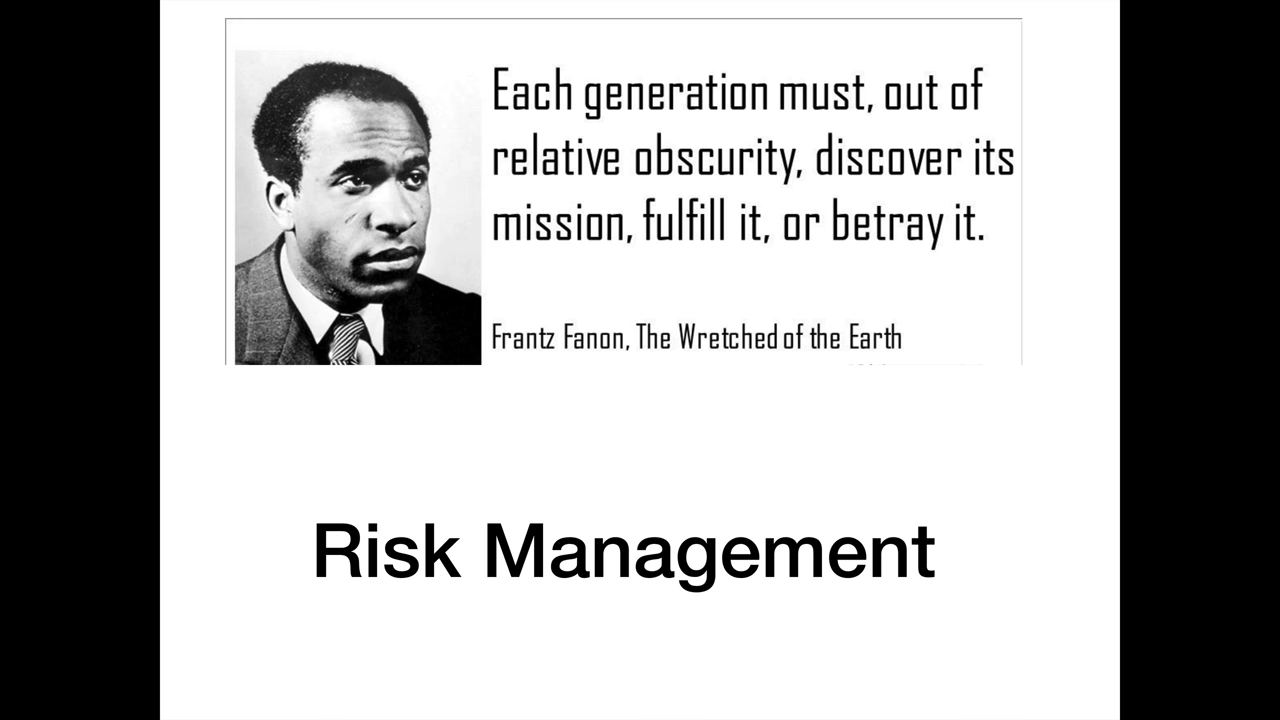 Each generation must, out of
relative obscurity, discover its
mission, fulfill it, or betray it.
Frantz Fanon, The Wretched of the Earth
Risk Management